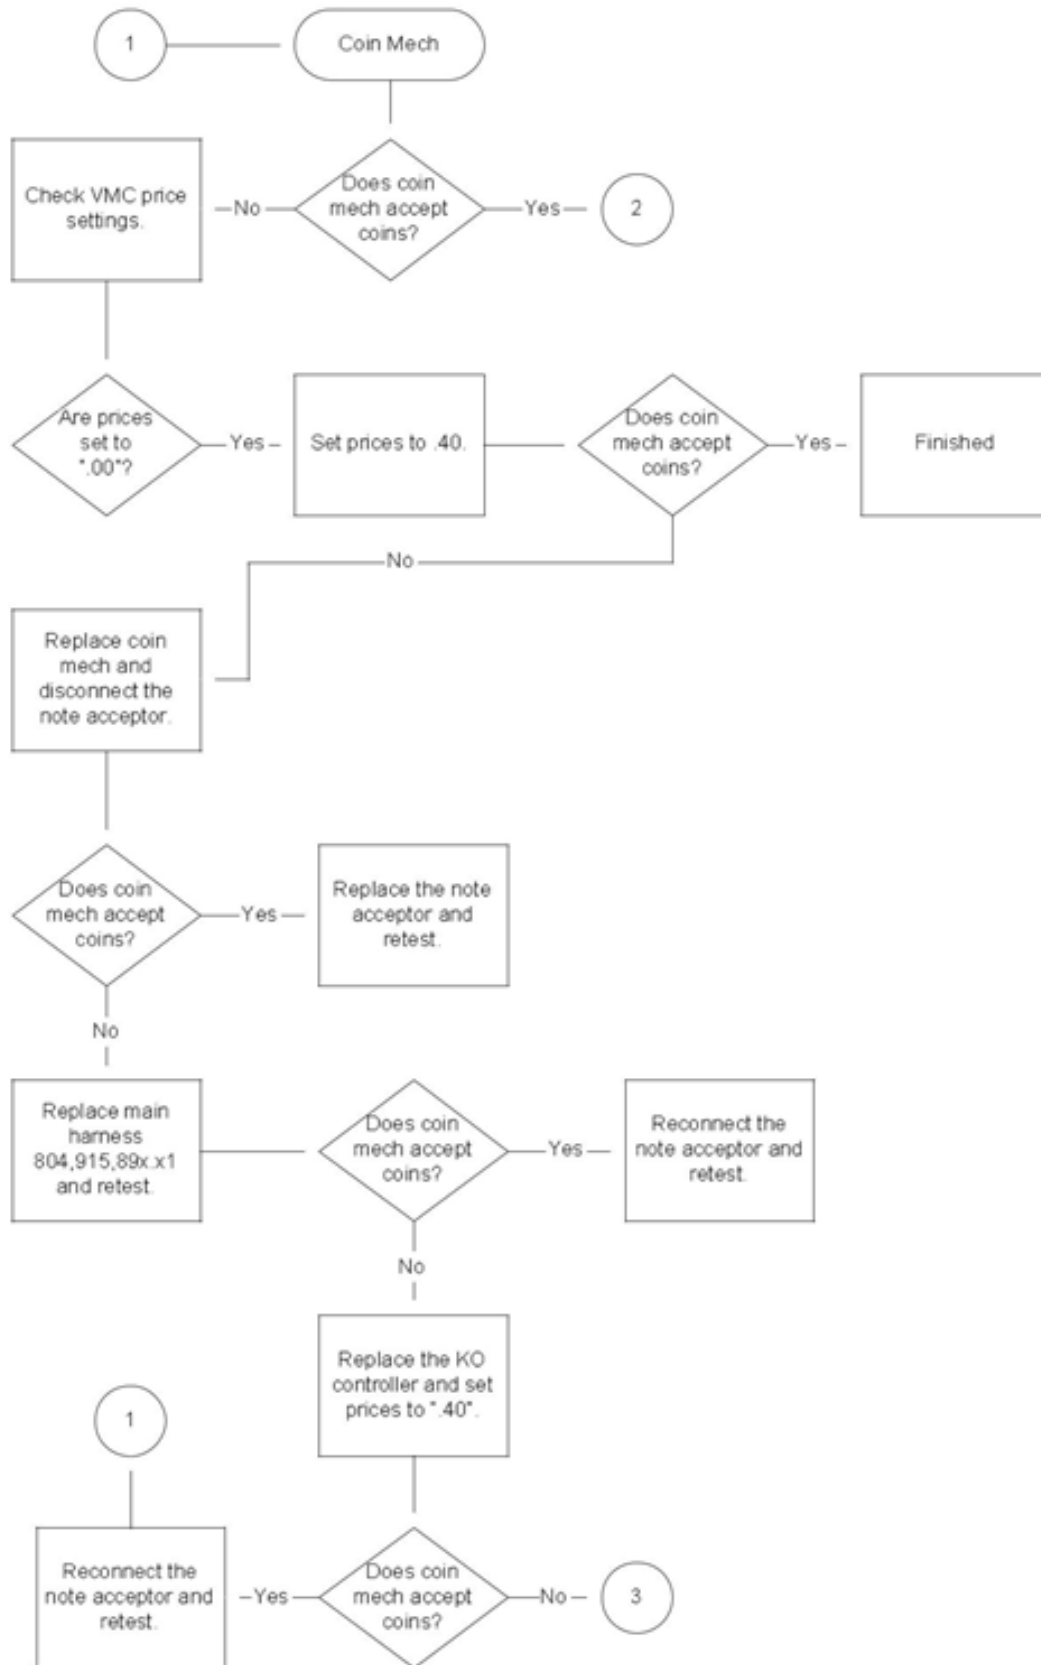 1
Coin Mech
Check VMC price
settings.
No
Does coin
mech accept
coins?
Yes
2
Are prices
set to
".00"?
Yes
Set prices to .40.
Does coin
mech accept
coins?
Yes
Finished
No
Replace coin
mech and
disconnect the
note acceptor.
Does coin
mech accept
coins?
Yes
Replace the note
acceptor and
retest.
No
Replace main
harness
804,915,89x.x1
and retest.
Does coin
mech accept
coins?
Yes
Reconnect the
note acceptor and
retest.
No
Replace the KO
controller and set
prices to ".40".
1
Reconnect the
note acceptor and
retest.
Yes
Does coin
mech accept
coins?
No
3